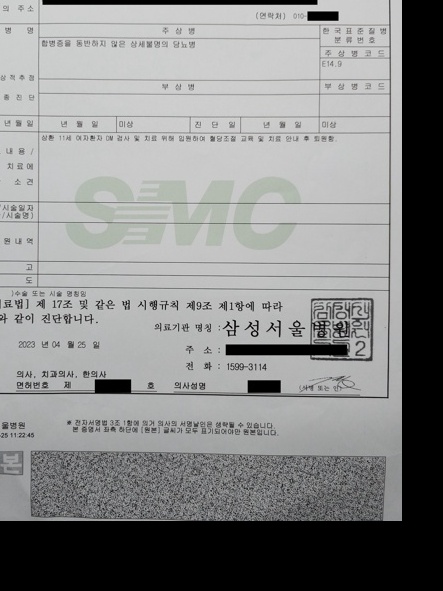 의 주소
(연락처) 010-
병 명
주 상 병
한국표준질병
분류번호
합병증을 동반하지 않은 상세불명의 당뇨병
주 상병 코드
E14.9
상적추정
종 진 단
부 상 병
부 상병 코드
년월일
년 월 일
미상
진 단 일
년 월 일
미상
상환 11세 여자환자 DM 검사 및 치료 위해 입원하여 혈당조절 교육 및 치료 안내 후 퇴원함.
내용/
치료에
소 견
SMC
/시술일자
/시술명)
원내역
고
도
)수술 또는 시술 명칭임
료법] 제 17조 및 같은 법 시행규칙 제9조 제1항에 따라
와 같이 진단합니다.
의료기관 명칭 : 삼성서울병원
2023 년 04 월 25 일
주 소 :
2
전 화 : 1599-3114
의사, 치과의사, 한의사
면허번호 제 호 의사성명
(서명 또는 인)
울병원
-25 11:22:45
※ 전자서명법 3조 1항에 의거 의사의 서명날인은 생략될 수 있습니다.
본 증명서 좌측 하단에 [원본] 글씨가 모두 표기되어야만 원본입니다.
본